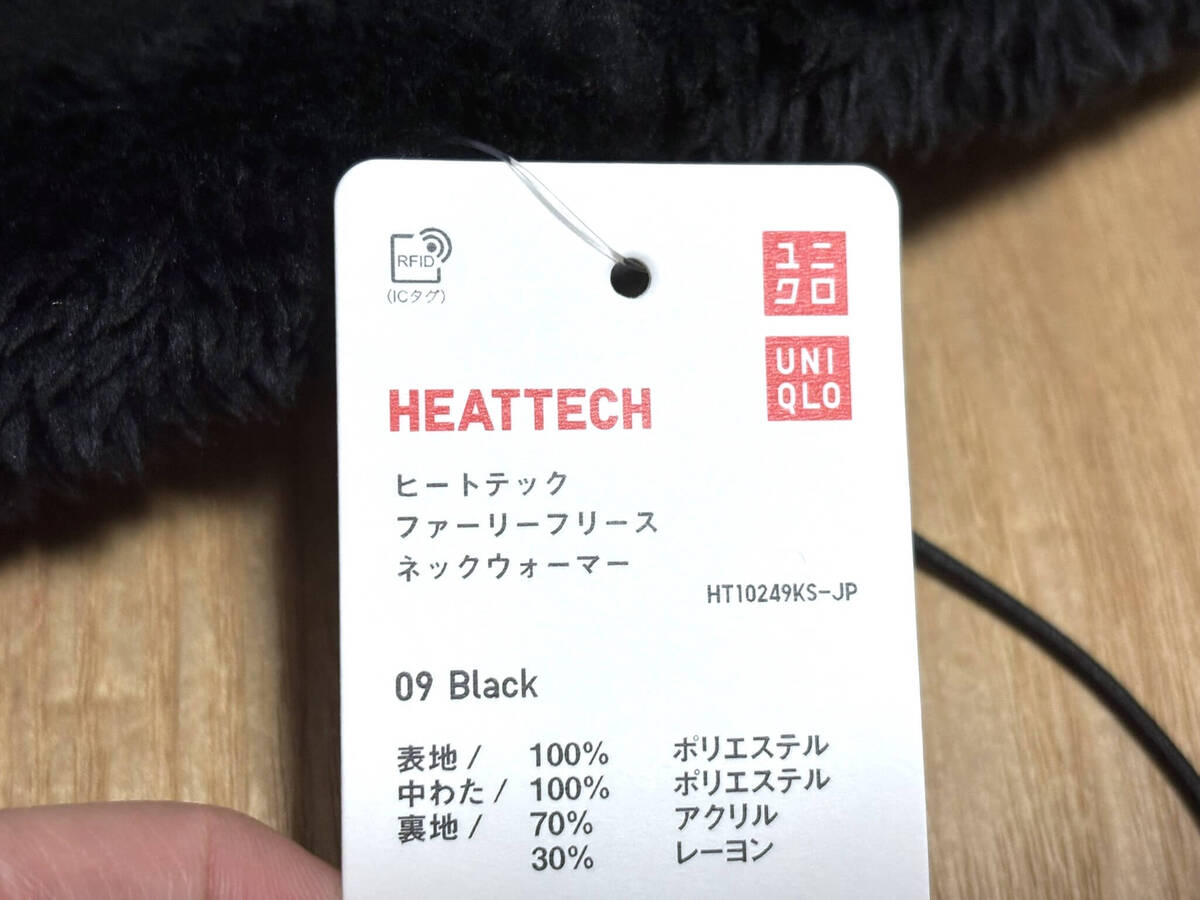 RFID
(ICタグ)
ユニ
クロ
UNI
QLO
HEATTECH
ヒートテック
ファーリーフリース
ネックウォーマー
HT10249KS-JP
09 Black
表地/ 100% ポリエステル
中わた/ 100% ポリエステル
裏地/ 70% アクリル
30% レーヨン